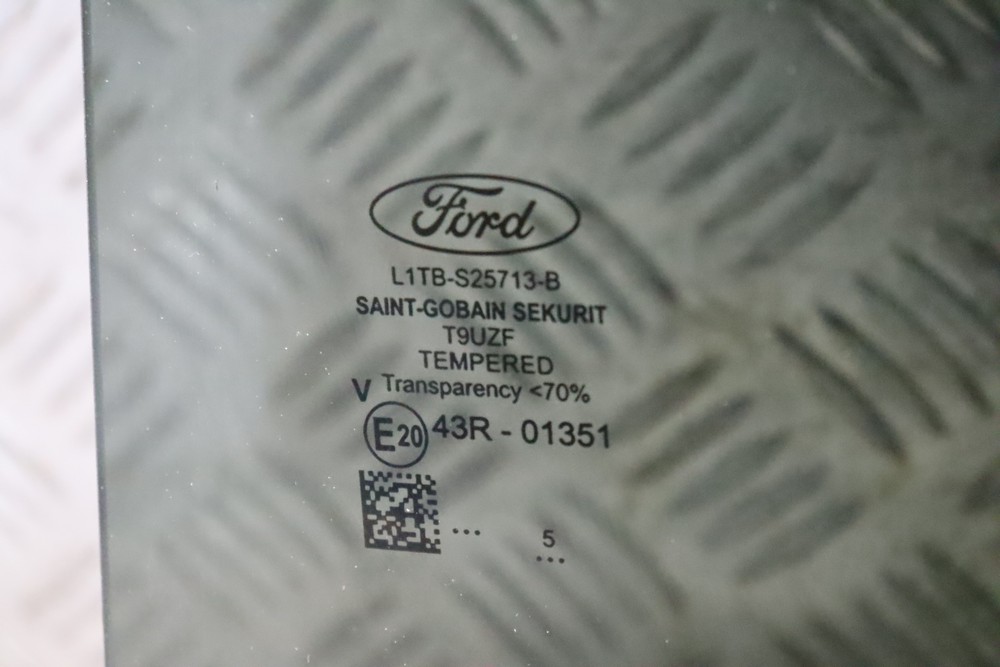 Ford
L1TB-S25713-B
SAINT-GOBAIN SEKURIT
T9UZF
TEMPERED
V Transparency <70%
E20 43R - 01351
... 5
...